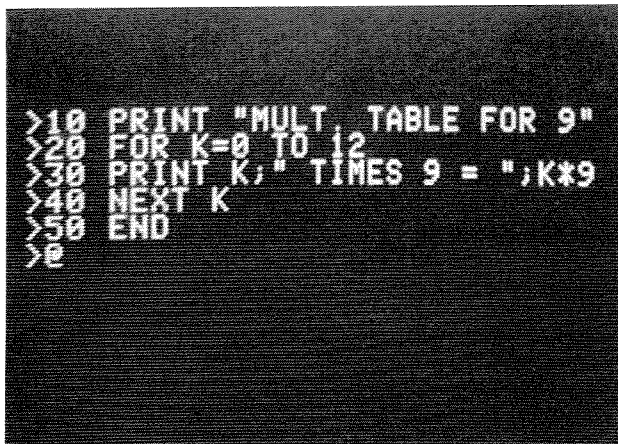 >10 PRINT "MULT. TABLE FOR 9"
>20 FOR K=0 TO 12
>30 PRINT K;" TIMES 9 = ";K*9
>40 NEXT K
>50 END
>@